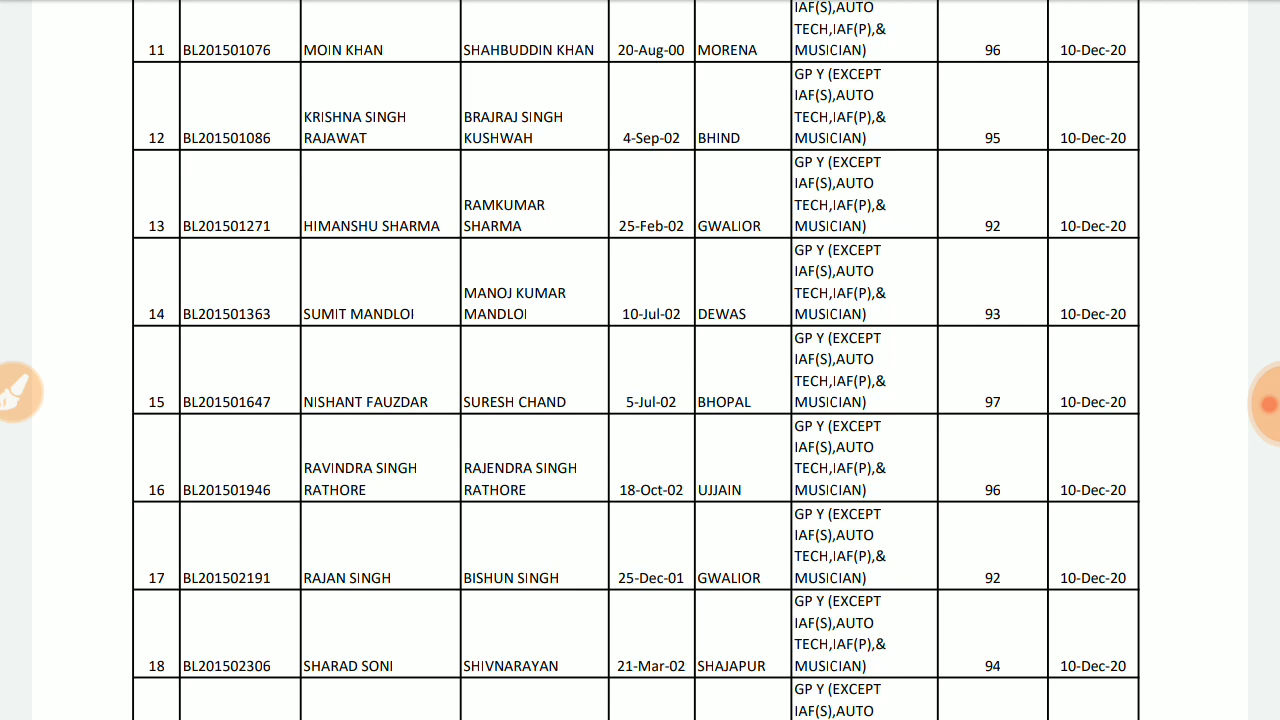 IAF(S),AUTO
TECH,IAF(P),&
11 BL201501076 MOIN KHAN SHAHBUDDIN KHAN 20-Aug-00 MORENA MUSICIAN) 96 10-Dec-20
GP Y (EXCEPT
IAF(S),AUTO
KRISHNA SINGH BRAJRAJ SINGH TECH,IAF(P),&
12 BL201501086 RAJAWAT KUSHWAH 4-Sep-02 BHIND MUSICIAN) 95 10-Dec-20
GP Y (EXCEPT
IAF(S),AUTO
RAMKUMAR TECH,IAF(P),&
13 BL201501271 HIMANSHU SHARMA SHARMA 25-Feb-02 GWALIOR MUSICIAN) 92 10-Dec-20
GP Y (EXCEPT
IAF(S),AUTO
MANOJ KUMAR TECH,IAF(P),&
14 BL201501363 SUMIT MANDLOI MANDLOI 10-Jul-02 DEWAS MUSICIAN) 93 10-Dec-20
GP Y (EXCEPT
IAF(S),AUTO
TECH,IAF(P),&
15 BL201501647 NISHANT FAUZDAR SURESH CHAND 5-Jul-02 BHOPAL MUSICIAN) 97 10-Dec-20
GP Y (EXCEPT
IAF(S),AUTO
RAVINDRA SINGH RAJENDRA SINGH TECH,IAF(P),&
16 BL201501946 RATHORE RATHORE 18-Oct-02 UJJAIN MUSICIAN) 96 10-Dec-20
GP Y (EXCEPT
IAF(S),AUTO
TECH,IAF(P),&
17 BL201502191 RAJAN SINGH BISHUN SINGH 25-Dec-01 GWALIOR MUSICIAN) 92 10-Dec-20
GP Y (EXCEPT
IAF(S),AUTO
TECH,IAF(P),&
18 BL201502306 SHARAD SONI SHIVNARAYAN 21-Mar-02 SHAJAPUR MUSICIAN) 94 10-Dec-20
GP Y (EXCEPT
IAF(S),AUTO